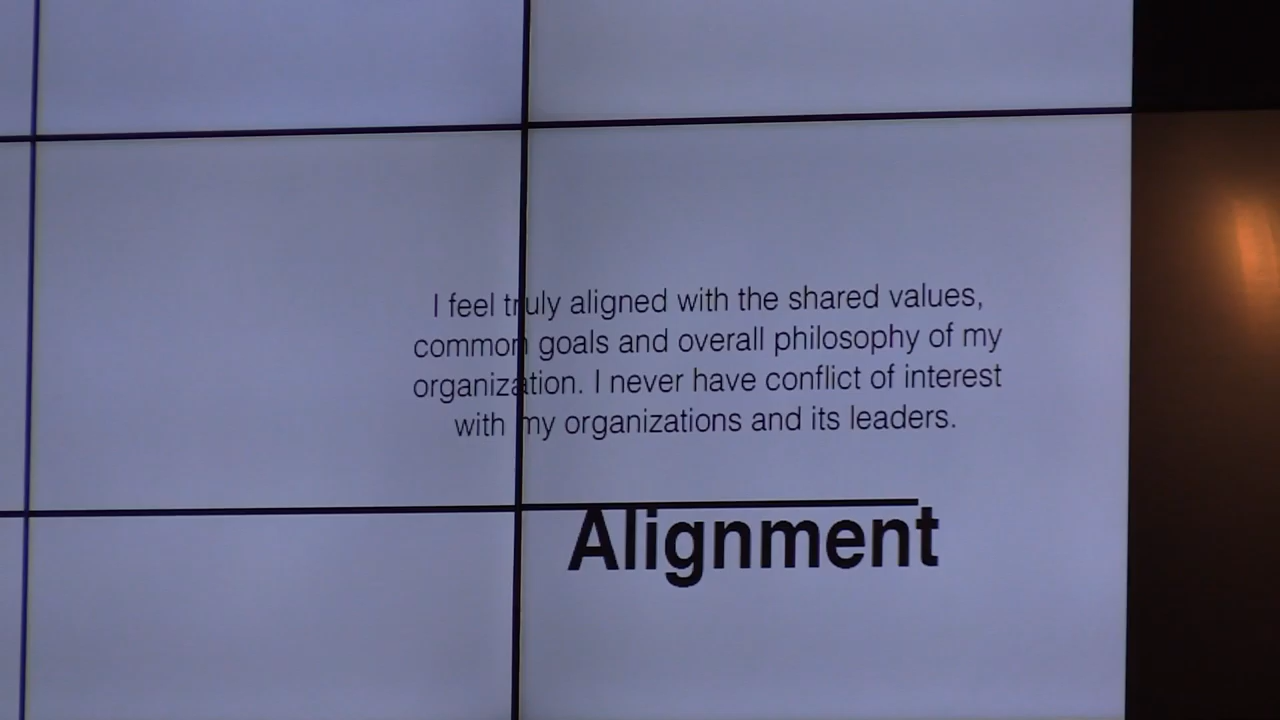 I feel truly aligned with the shared values,
common goals and overall philosophy of my
organization. I never have conflict of interest
with my organizations and its leaders.
Alignment